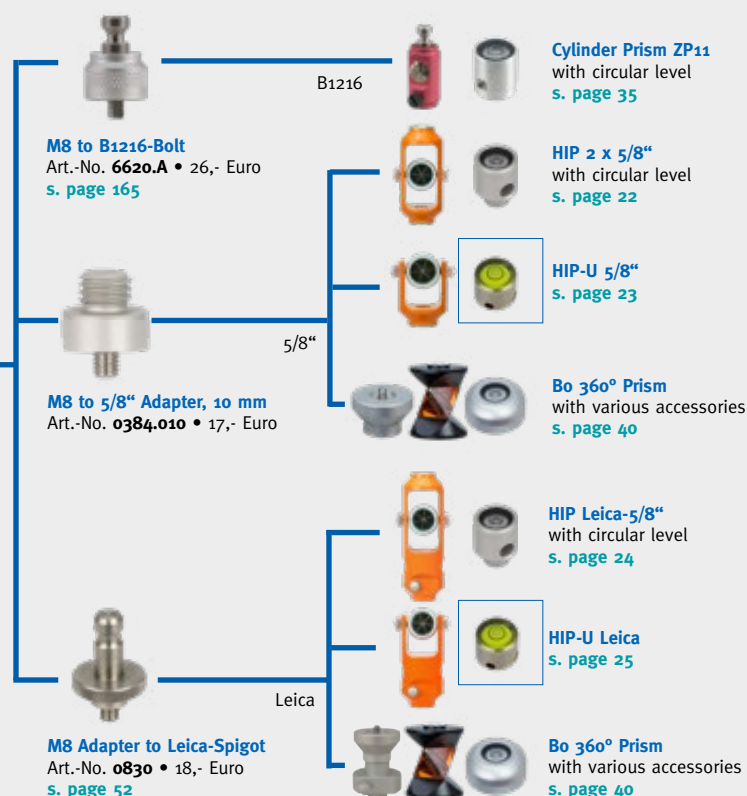 B1216
Cylinder Prism ZP11
with circular level
s. page 35
M8 to B1216-Bolt
Art.-No. 6620.A • 26,- Euro
s. page 165
HIP 2 x 5/8“
with circular level
s. page 22
HIP-U 5/8“
s. page 23
5/8“
M8 to 5/8“ Adapter, 10 mm
Art.-No. 0384.010 • 17,- Euro
Bo 360° Prism
with various accessories
s. page 40
HIP Leica-5/8“
with circular level
s. page 24
HIP-U Leica
s. page 25
Leica
M8 Adapter to Leica-Spigot
Art.-No. 0830 • 18,- Euro
s. page 52
Bo 360° Prism
with various accessories
s. page 40